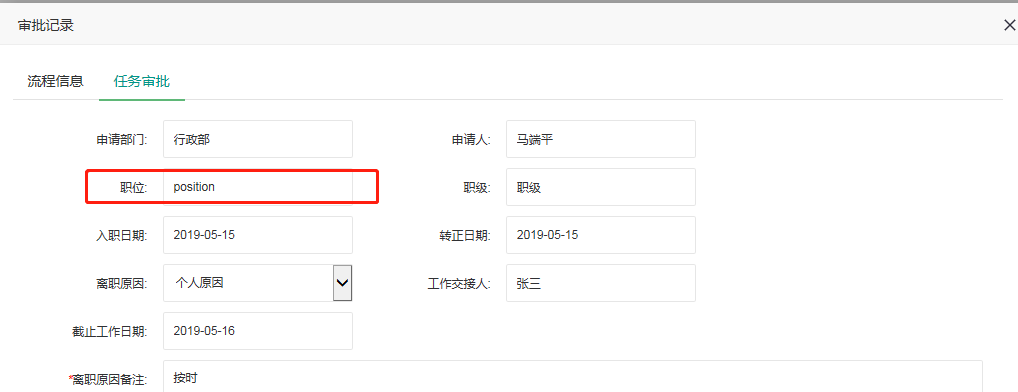 审批记录
流程信息 任务审批
申请部门: 行政部 申请人: 马端平
职位: position 职级: 职级
入职日期: 2019-05-15 转正日期: 2019-05-15
离职原因: 个人原因 工作交接人: 张三
截止工作日期: 2019-05-16
*离职原因备注: 按时